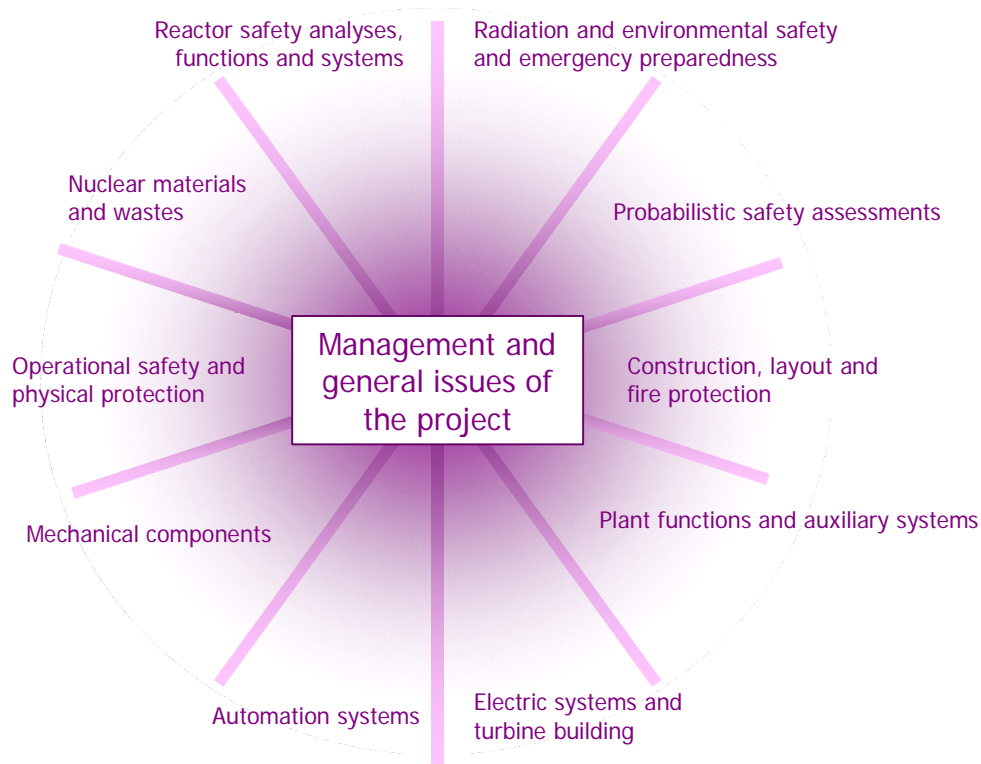 Reactor safety analyses,
functions and systems
Radiation and environmental safety
and emergency preparedness
Nuclear materials
and wastes
Probabilistic safety assessments
Management and
general issues of
the project
Operational safety and
physical protection
Construction, layout and
fire protection
Mechanical components
Plant functions and auxiliary systems
Automation systems
Electric systems and
turbine building